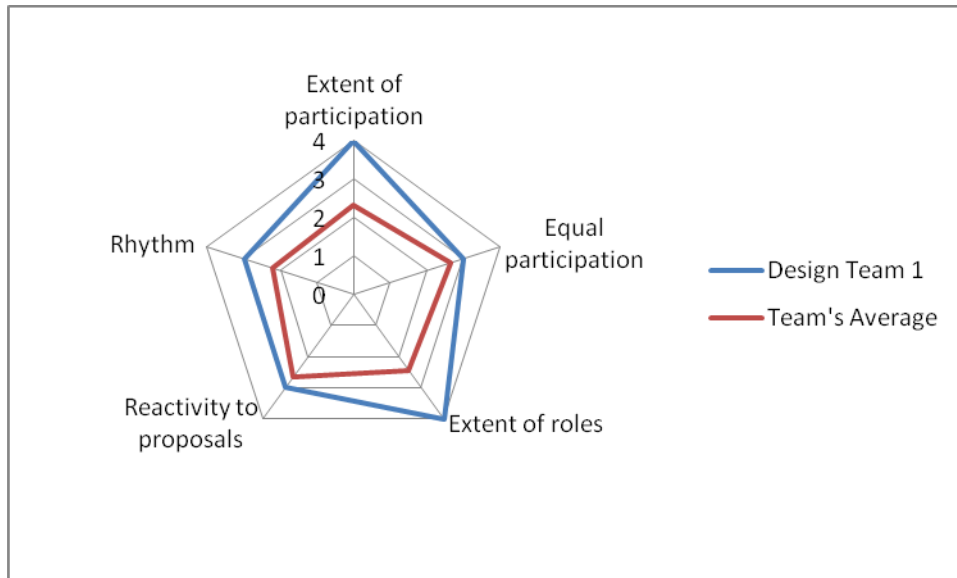 Extent of
participation
4
3
2
1
0
Rhythm
Equal
participation
Design Team 1
Team's Average
Reactivity to
proposals
Extent of roles